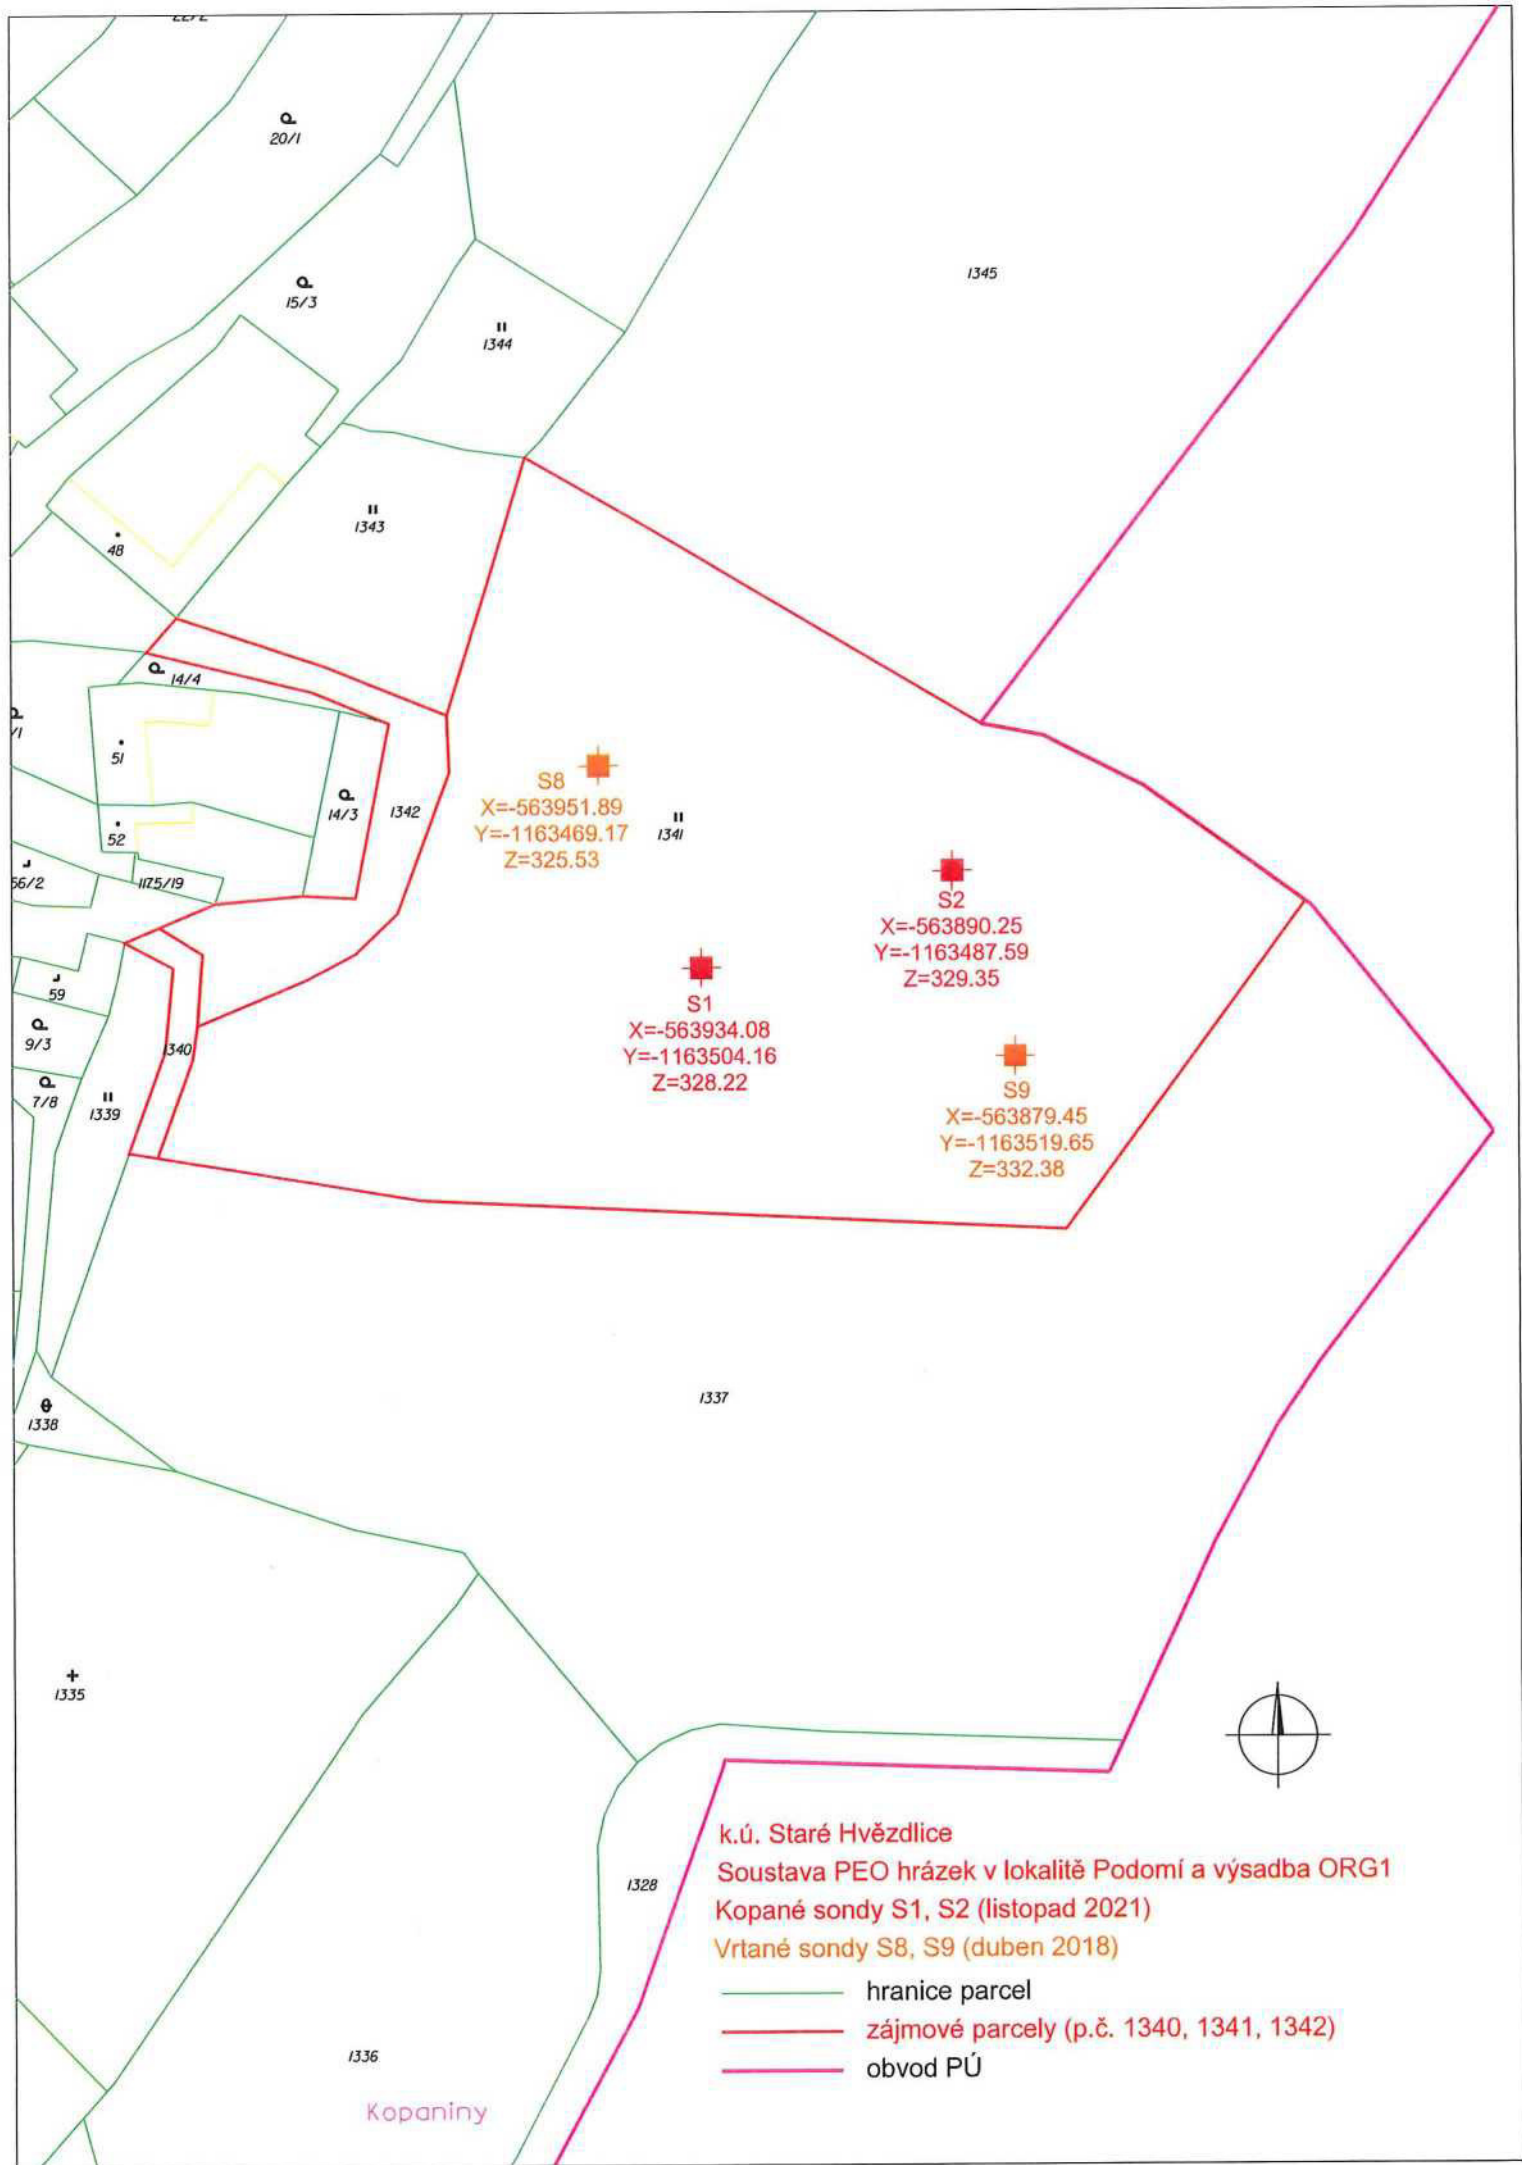 20/1
15/3
1345
1344
1343
48
14/4
51
14/3
1342
52
1175/19
56/2
S8
X=-563951.89
Y=-1163469.17
Z=325.53
1341
S2
X=-563890.25
Y=-1163487.59
Z=329.35
S1
X=-563934.08
Y=-1163504.16
Z=328.22
59
9/3
1340
7/8
1339
S9
X=-563879.45
Y=-1163519.65
Z=332.38
1337
1338
1335
k.ú. Staré Hvězdlice
Soustava PEO hrázek v lokalitě Podomí a výsadba ORG1
Kopané sondy S1, S2 (listopad 2021)
Vrtané sondy S8, S9 (duben 2018)
hranice parcel
zájmové parcely (p.č. 1340, 1341, 1342)
obvod PÚ
1328
1336
Kopaniny